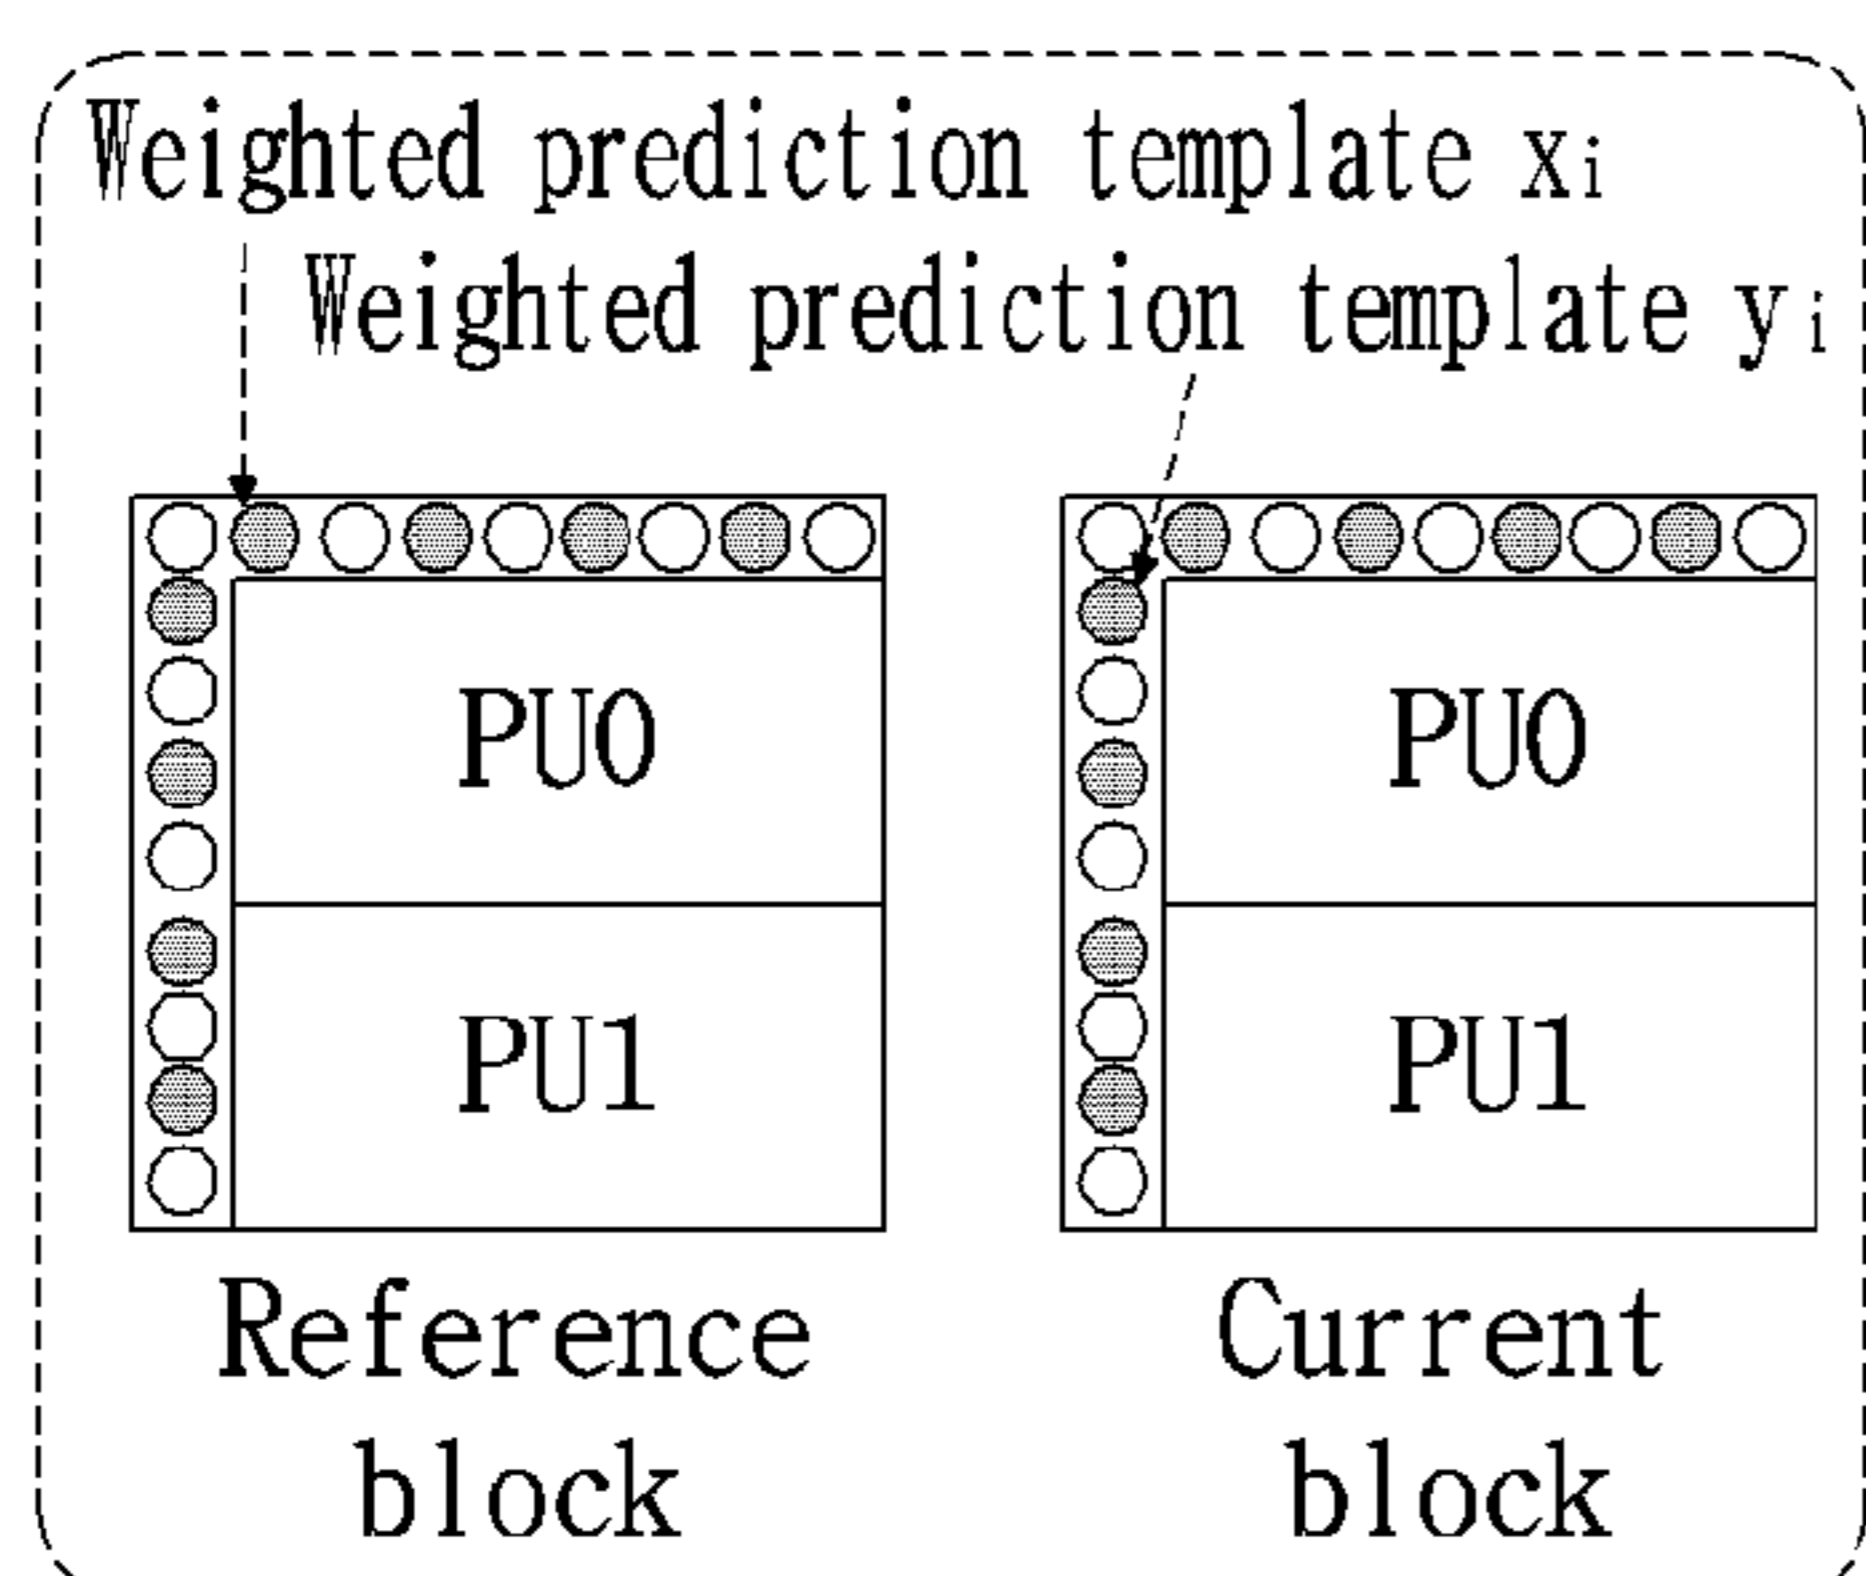 Weighted prediction template xi
Weighted prediction template yi
PU0
PU0
PU1
PU1
Reference
block
Current
block